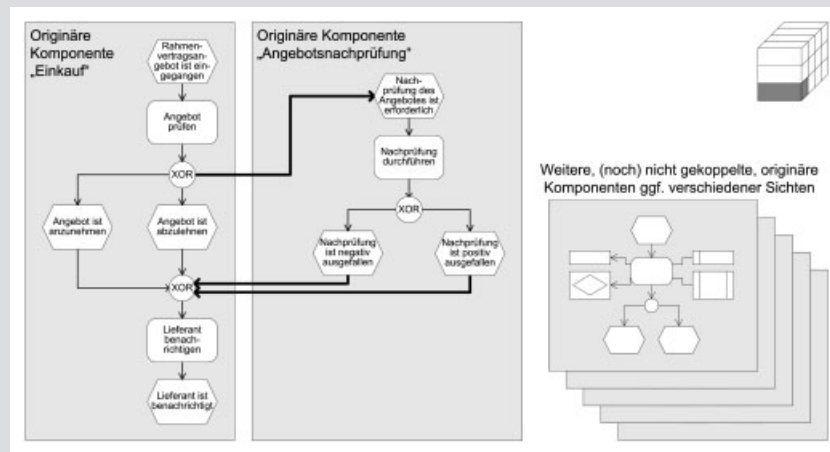 Originäre
Komponente
„Einkauf“
Rahmen-
vertragsan-
gebot ist ein-
gegangen
Angebot
prüfen
XOR
Angebot ist
anzunehmen
Angebot ist
abzulehnen
XOR
Lieferant
benach-
richtigen
Lieferant ist
benachrichtigt
Originäre Komponente
„Angebotsnachprüfung“
Nach-
prüfung des
Angebotes ist
erforderlich
Nachprüfung
durchführen
XOR
Nachprüfung
ist negativ
ausgefallen
Nachprüfung
ist positiv
ausgefallen
Weitere, (noch) nicht gekoppelte, originäre
Komponenten ggf. verschiedener Sichten